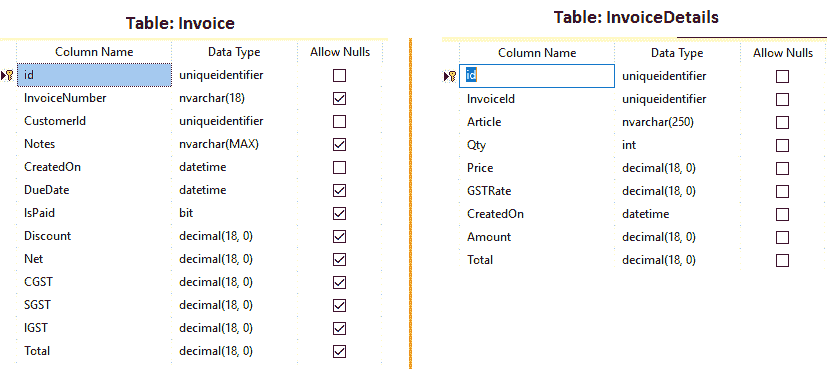 Table: Invoice
Column Name Data Type Allow Nulls
id uniqueidentifier
InvoiceNumber nvarchar(18)
CustomerId uniqueidentifier
Notes nvarchar(MAX)
CreatedOn datetime
DueDate datetime
IsPaid bit
Discount decimal(18, 0)
Net decimal(18, 0)
CGST decimal(18, 0)
SGST decimal(18, 0)
IGST decimal(18, 0)
Total decimal(18, 0)
Table: InvoiceDetails
Column Name Data Type Allow Nulls
id uniqueidentifier
InvoiceId uniqueidentifier
Article nvarchar(250)
Qty int
Price decimal(18, 0)
GSTRate decimal(18, 0)
CreatedOn datetime
Amount decimal(18, 0)
Total decimal(18, 0)